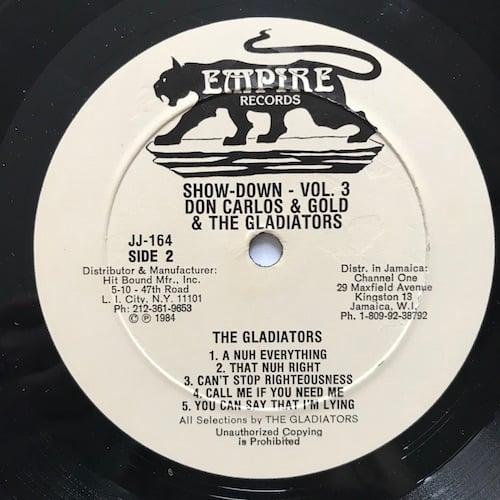 EMPIRE
RECORDS
SHOW-DOWN - VOL. 3
DON CARLOS & GOLD
& THE GLADIATORS
JJ-164
SIDE 2
Distributor & Manufacturer:
Hit Bound Mfr., Inc.
5-10 - 47th Road
L. I. City, N.Y. 11101
Ph: 212-361-9653
© ℗ 1984
Distr. in Jamaica:
Channel One
29 Maxfield Avenue
Kingston 13
Jamaica, W.I.
Ph. 1-809-92-38792
THE GLADIATORS
1. A NUH EVERYTHING
2. THAT NUH RIGHT
3. CAN'T STOP RIGHTEOUSNESS
4. CALL ME IF YOU NEED ME
5. YOU CAN SAY THAT I'M LYING
All Selections by THE GLADIATORS
Unauthorized Copying
is Prohibited